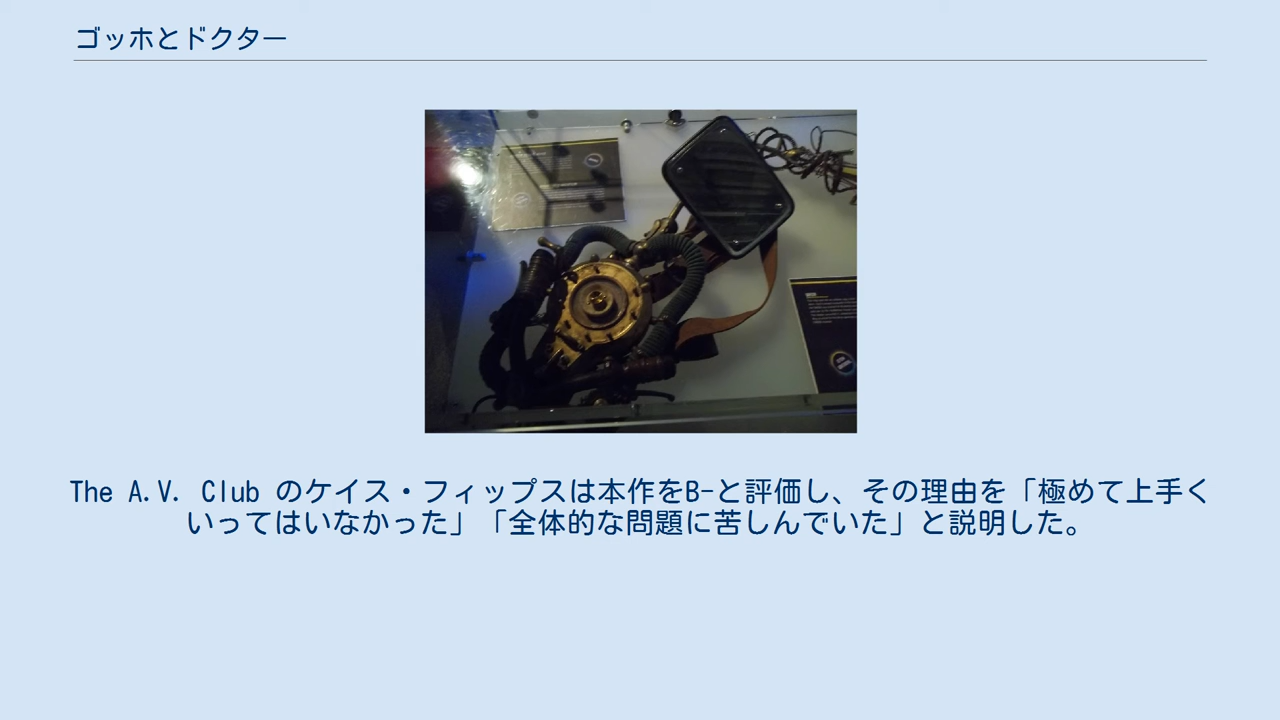 ゴッホとドクター
The A.V. Club のケイス・フィップスは本作をB-と評価し、その理由を「極めて上手く
いってはいなかった」「全体的な問題に苦しんでいた」と説明した。